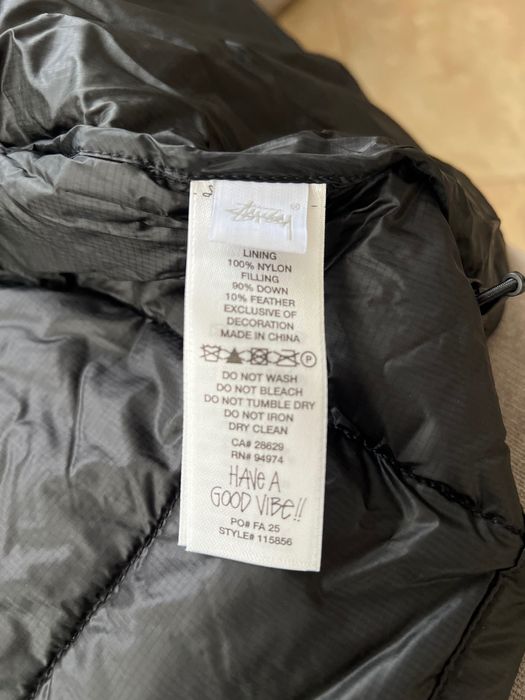 Stüssy ®
LINING
100% NYLON
FILLING
90% DOWN
10% FEATHER
EXCLUSIVE OF
DECORATION
MADE IN CHINA
P
DO NOT WASH
DO NOT BLEACH
DO NOT TUMBLE DRY
DO NOT IRON
DRY CLEAN
CA# 28629
RN# 94974
HAVE A
GOOD VIBE!!
PO# FA 25
STYLE# 115856